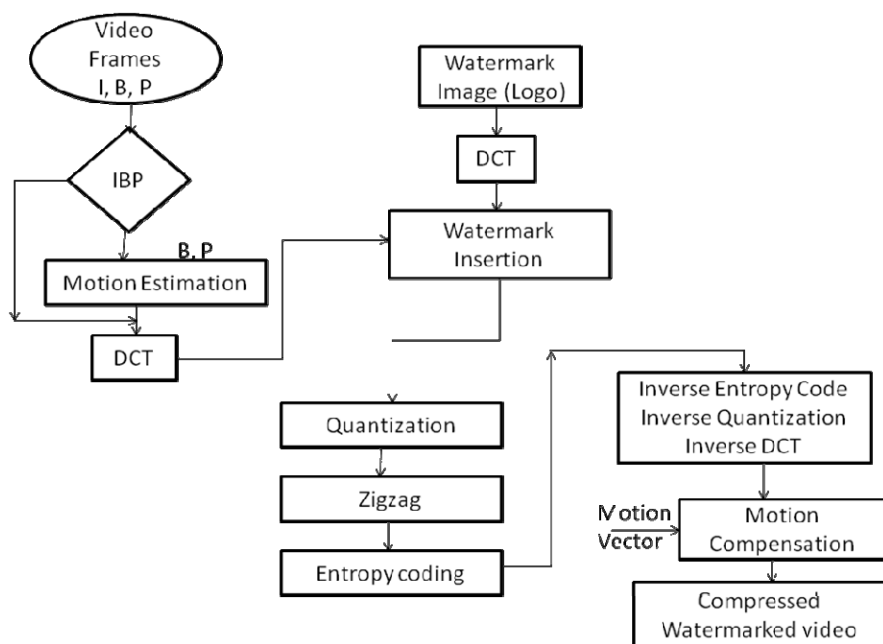 Video
Frames
I, B, P
IBP
B, P
Motion Estimation
DCT
Watermark
Image (Logo)
DCT
Watermark
Insertion
Quantization
Zigzag
Entropy coding
Inverse Entropy Code
Inverse Quantization
Inverse DCT
Motion
Vector
Motion
Compensation
Compressed
Watermarked video